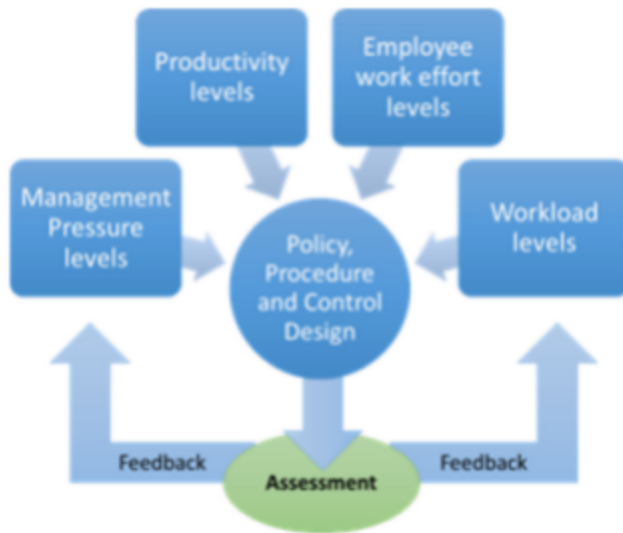 Productivity
levels
Employee
work effort
levels
Management
Pressure
levels
Policy,
Procedure
and Control
Design
Workload
levels
Feedback
Assessment
Feedback